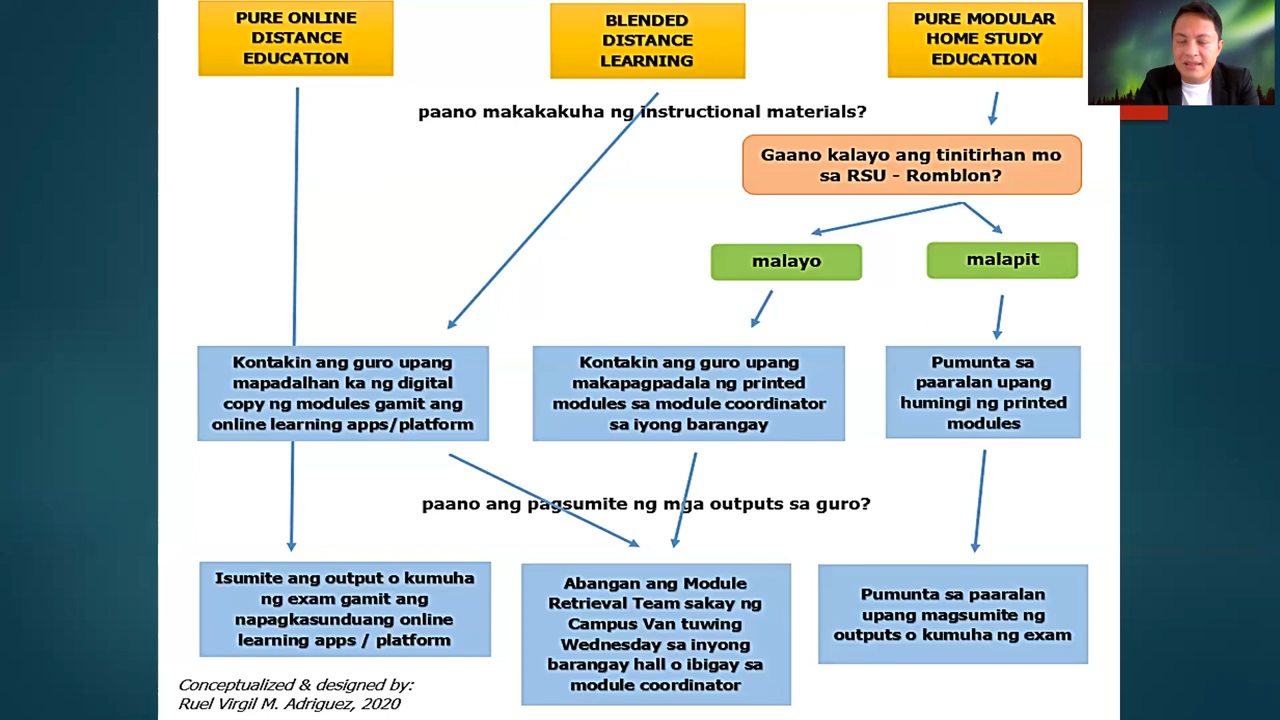 PURE ONLINE
DISTANCE
EDUCATION
BLENDED
DISTANCE
LEARNING
PURE MODULAR
HOME STUDY
EDUCATION
paano makakakuha ng instructional materials?
Gaano kalayo ang tinitirhan mo
sa RSU - Romblon?
malayo
malapit
Kontakin ang guro upang
mapadalhan ka ng digital
copy ng modules gamit ang
online learning apps/platform
Kontakin ang guro upang
makapagpadala ng printed
modules sa module coordinator
sa iyong barangay
Pumunta sa
paaralan upang
humingi ng printed
modules
paano ang pagsumite ng mga outputs sa guro?
Isumite ang output o kumuha
ng exam gamit ang
napagkasunduang online
learning apps / platform
Abangan ang Module
Retrieval Team sakay ng
Campus Van tuwing
Wednesday sa inyong
barangay hall o ibigay sa
module coordinator
Pumunta sa paaralan
upang magsumite ng
outputs o kumuha ng exam
Conceptualized & designed by:
Ruel Virgil M. Adriguez, 2020